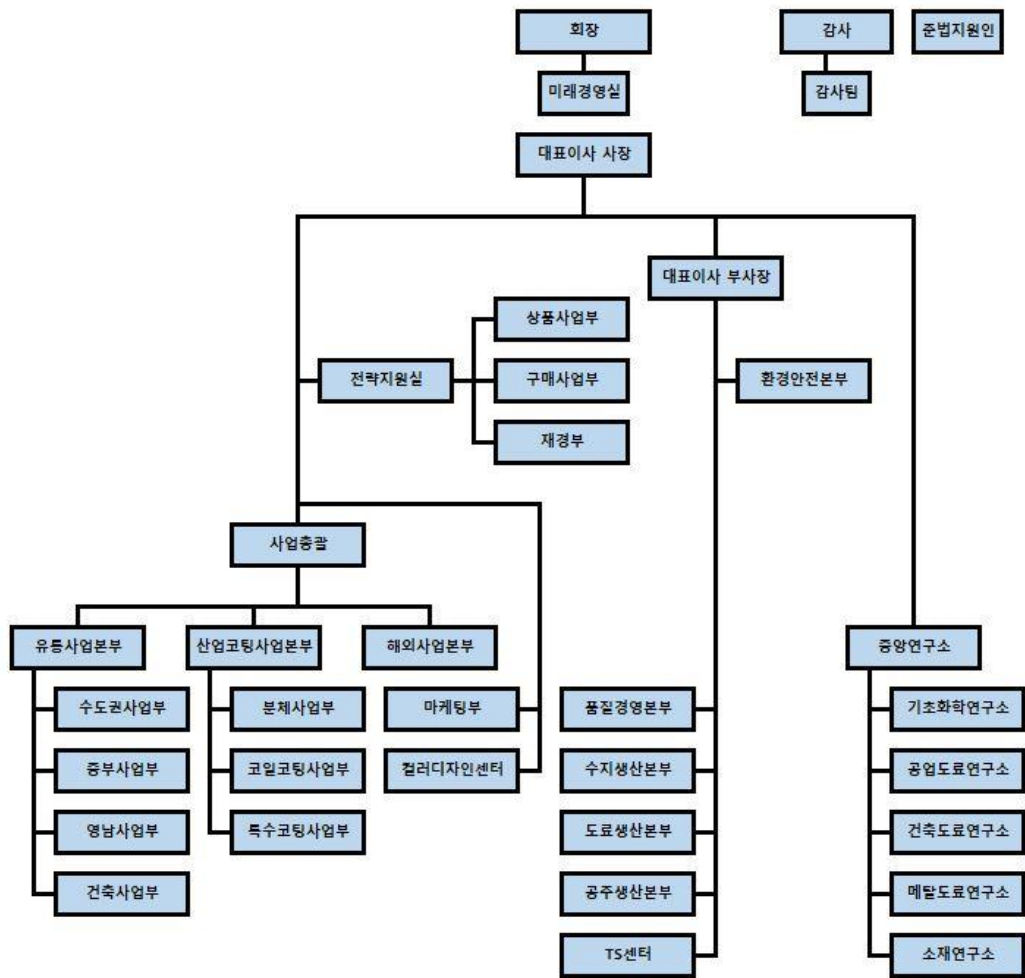 회장
감사
준법지원인
미래경영실
감사팀
대표이사 사장
대표이사 부사장
상품사업부
전략지원실
구매사업부
환경안전본부
재경부
사업총괄
유통사업본부
산업코팅사업본부
해외사업본부
중앙연구소
수도권사업부
분체사업부
마케팅부
품질경영본부
기초화학연구소
중부사업부
코일코팅사업부
컬러디자인센터
수지생산본부
공업도료연구소
영남사업부
특수코팅사업부
도료생산본부
건축도료연구소
건축사업부
공주생산본부
메탈도료연구소
TS센터
소재연구소